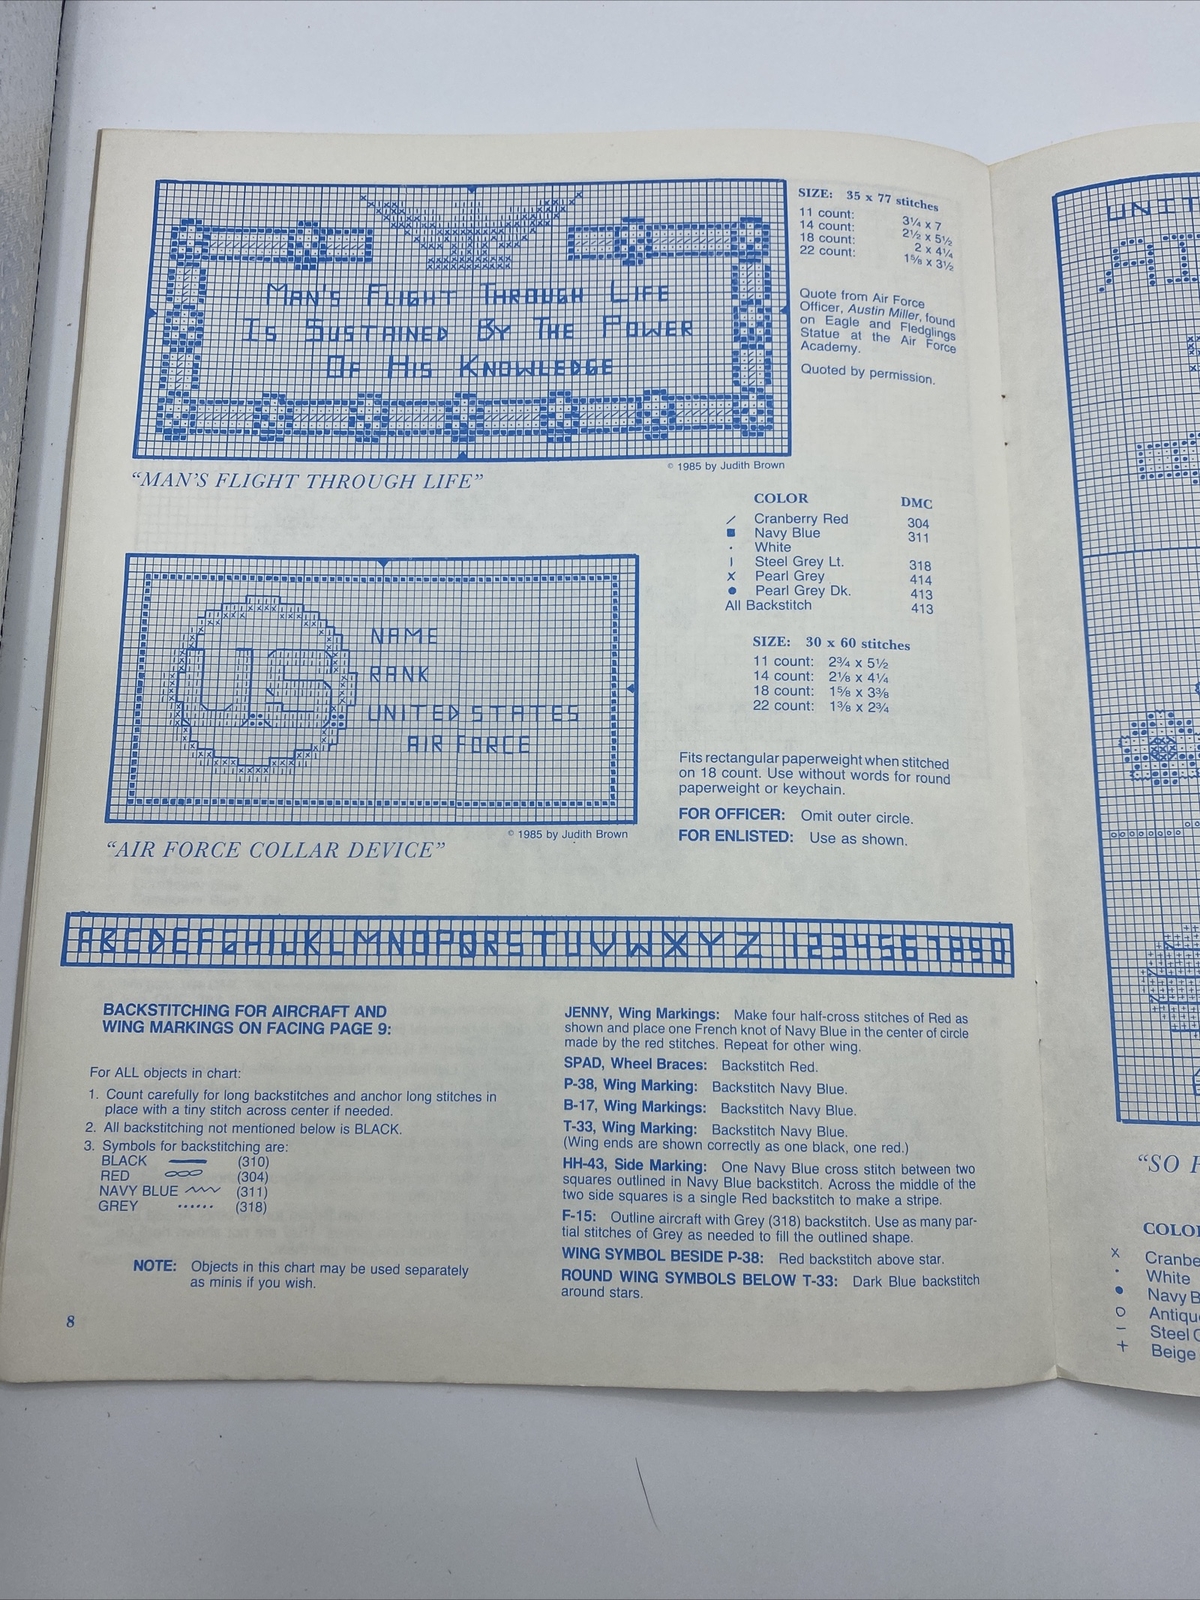 MAN'S FLIGHT THROUGH LIFE
IS SUSTAINED BY THE POWER
OF HIS KNOWLEDGE
SIZE: 35 x 77 stitches
11 count: 3¼ x 7
14 count: 2½ x 5½
18 count: 2 x 4¼
22 count: 1⅝ x 3½
Quote from Air Force
Officer, Austin Miller, found
on Eagle and Fledglings
Statue at the Air Force
Academy.
Quoted by permission.
© 1985 by Judith Brown
"MAN'S FLIGHT THROUGH LIFE"
COLOR DMC
/ Cranberry Red 304
■ Navy Blue 311
· White
I Steel Grey Lt. 318
X Pearl Grey 414
● Pearl Grey Dk. 413
All Backstitch 413
US
NAME
RANK
UNITED STATES
AIR FORCE
SIZE: 30 x 60 stitches
11 count: 2¾ x 5½
14 count: 2⅛ x 4¼
18 count: 1⅝ x 3⅜
22 count: 1⅜ x 2¾
Fits rectangular paperweight when stitched
on 18 count. Use without words for round
paperweight or keychain.
FOR OFFICER: Omit outer circle.
FOR ENLISTED: Use as shown.
© 1985 by Judith Brown
"AIR FORCE COLLAR DEVICE"
ABCDEFGHIJKLMNOPQRSTUVWXYZ 1234567890
BACKSTITCHING FOR AIRCRAFT AND
WING MARKINGS ON FACING PAGE 9:
For ALL objects in chart:
1. Count carefully for long backstitches and anchor long stitches in
place with a tiny stitch across center if needed.
2. All backstitching not mentioned below is BLACK.
3. Symbols for backstitching are:
BLACK (310)
RED (304)
NAVY BLUE (311)
GREY (318)
NOTE: Objects in this chart may be used separately
as minis if you wish.
8
JENNY, Wing Markings: Make four half-cross stitches of Red as
shown and place one French knot of Navy Blue in the center of circle
made by the red stitches. Repeat for other wing.
SPAD, Wheel Braces: Backstitch Red.
P-38, Wing Marking: Backstitch Navy Blue.
B-17, Wing Markings: Backstitch Navy Blue.
T-33, Wing Marking: Backstitch Navy Blue.
(Wing ends are shown correctly as one black, one red.)
HH-43, Side Marking: One Navy Blue cross stitch between two
squares outlined in Navy Blue backstitch. Across the middle of the
two side squares is a single Red backstitch to make a stripe.
F-15: Outline aircraft with Grey (318) backstitch. Use as many par-
tial stitches of Grey as needed to fill the outlined shape.
WING SYMBOL BESIDE P-38: Red backstitch above star.
ROUND WING SYMBOLS BELOW T-33: Dark Blue backstitch
around stars.
UNIT
AI
"SO
COLO
X Cranbe
· White
● Navy B
O Antiqu
− Steel
+ Beige